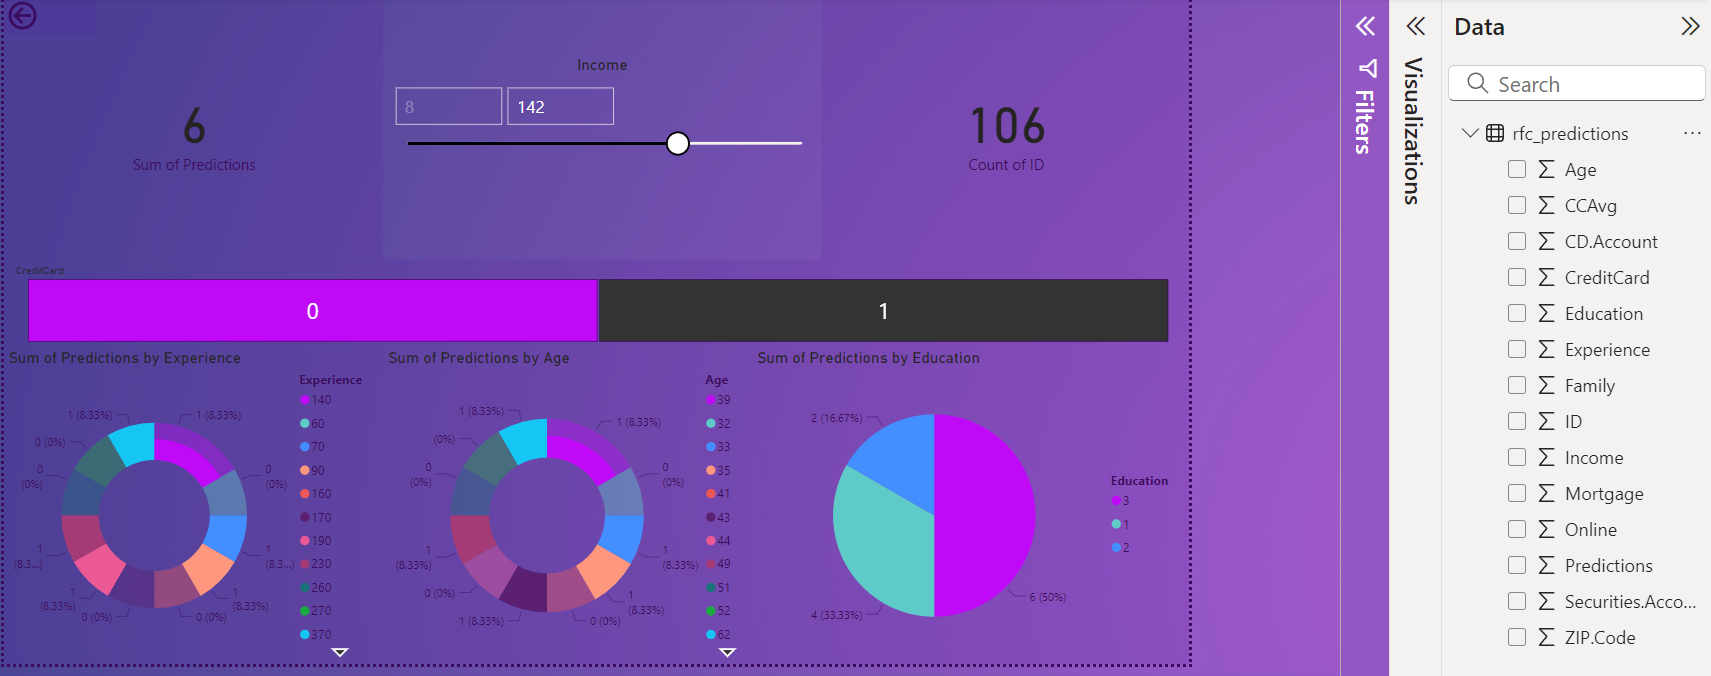 Income
8
142
6
Sum of Predictions
106
Count of ID
CreditCard
0
1
Sum of Predictions by Experience
Experience
140
60
70
90
160
170
190
230
260
270
370
1 (8.33%)
1 (8.33%)
0 (0%)
0
(0%)
0
(0%)
1
(8.3...)
1
(8.3...)
1
(8.33%)
1
(8.33%)
0 (0%)
0 (0%)
Sum of Predictions by Age
Age
39
32
33
35
41
43
44
49
51
52
62
1 (8.33%)
1 (8.33%)
(0%)
0
(0%)
0
(0%)
1
(8.33%)
1
(8.33%)
0 (0%)
1
(8.33%)
1 (8.33%)
0 (0%)
Sum of Predictions by Education
2 (16.67%)
4 (33.33%)
6 (50%)
Education
3
1
2
Filters
Visualizations
Data
Search
rfc_predictions
...
Age
CCAvg
CD.Account
CreditCard
Education
Experience
Family
ID
Income
Mortgage
Online
Predictions
Securities.Acco...
ZIP.Code